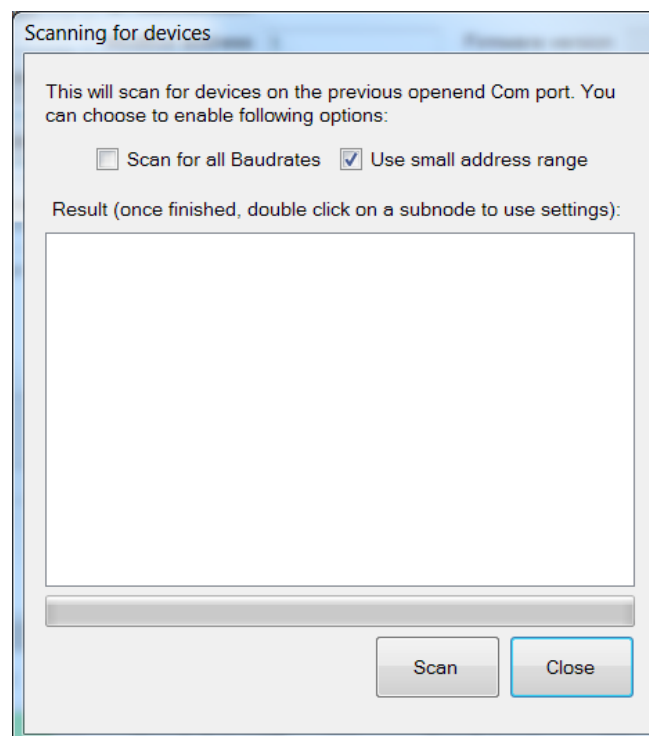 Scanning for devices
This will scan for devices on the previous openend Com port. You
can choose to enable following options:
Scan for all Baudrates Use small address range
Result (once finished, double click on a subnode to use settings):
Scan Close